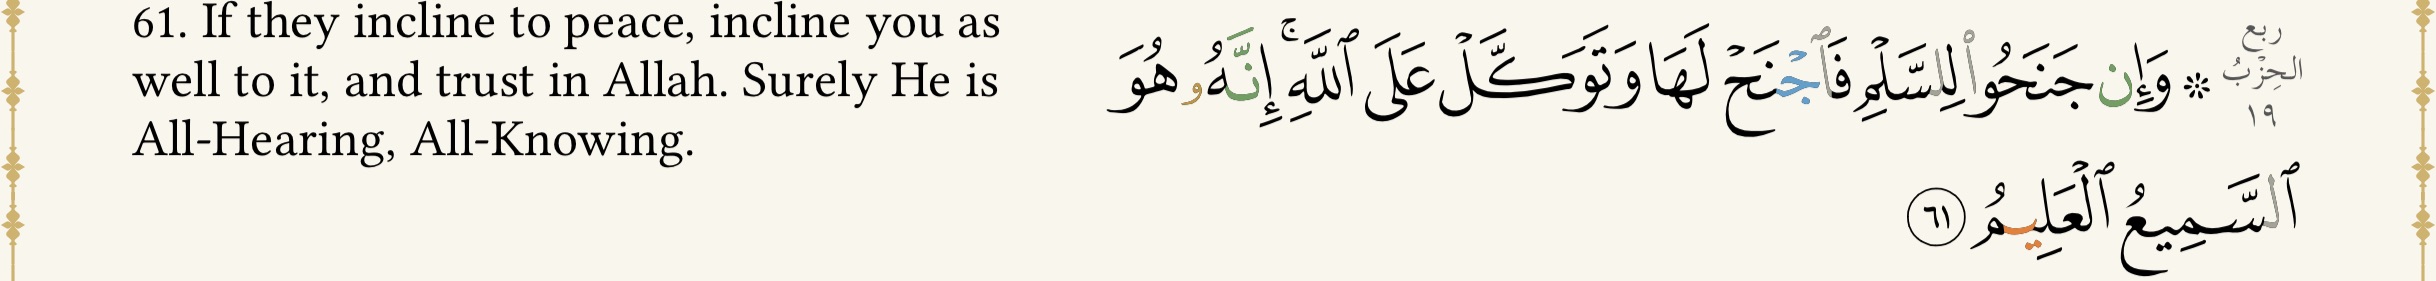 61. If they incline to peace, incline you as
well to it, and trust in Allah. Surely He is
All-Hearing, All-Knowing.
ربع
الحِزْبُ
١٩
۞ وَإِن جَنَحُوا۟ لِلسَّلْمِ فَٱجْنَحْ لَهَا وَتَوَكَّلْ عَلَى ٱللَّهِ ۚ إِنَّهُۥ هُوَ
ٱلسَّمِيعُ ٱلْعَلِيمُ ٦١